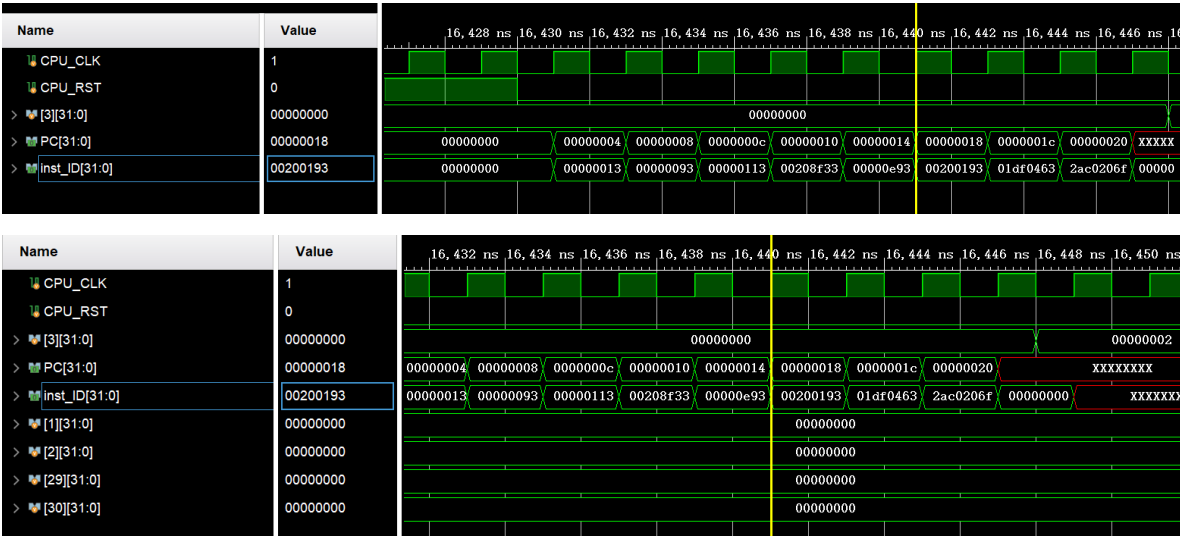 Name Value
16,428 ns 16,430 ns 16,432 ns 16,434 ns 16,436 ns 16,438 ns 16,440 ns 16,442 ns 16,444 ns 16,446 ns
CPU_CLK 1
CPU_RST 0
[3][31:0] 00000000 00000000
PC[31:0] 00000018 00000000 00000004 00000008 0000000c 00000010 00000014 00000018 0000001c 00000020 XXXXX
inst_ID[31:0] 00200193 00000000 00000013 00000093 00000113 00208f33 00000e93 00200193 01df0463 2ac0206f 00000
Name Value
16,432 ns 16,434 ns 16,436 ns 16,438 ns 16,440 ns 16,442 ns 16,444 ns 16,446 ns 16,448 ns 16,450 ns
CPU_CLK 1
CPU_RST 0
[3][31:0] 00000000 00000000 00000002
PC[31:0] 00000018 00000004 00000008 0000000c 00000010 00000014 00000018 0000001c 00000020 XXXXXXXX
inst_ID[31:0] 00200193 00000013 00000093 00000113 00208f33 00000e93 00200193 01df0463 2ac0206f 00000000 XXXXXXX
[1][31:0] 00000000 00000000
[2][31:0] 00000000 00000000
[29][31:0] 00000000 00000000
[30][31:0] 00000000 00000000